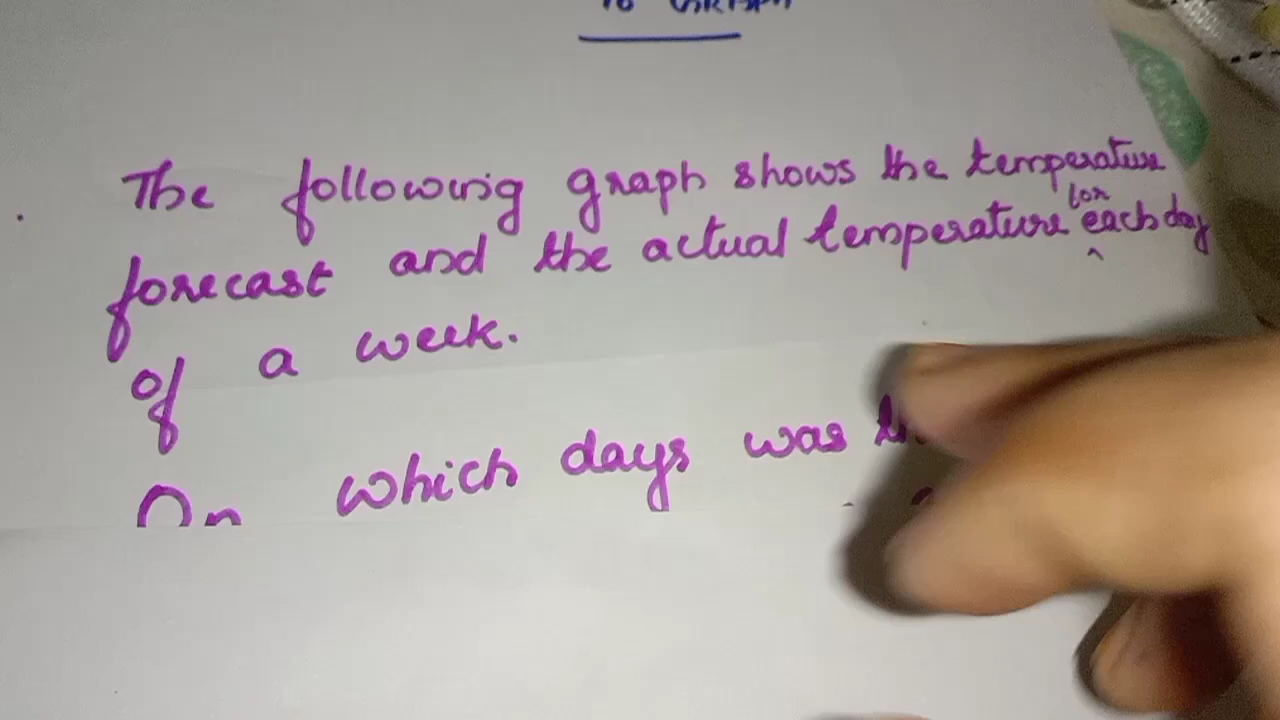 The following graph shows the temperature
forecast and the actual temperature for each day
of a week.
On which days was